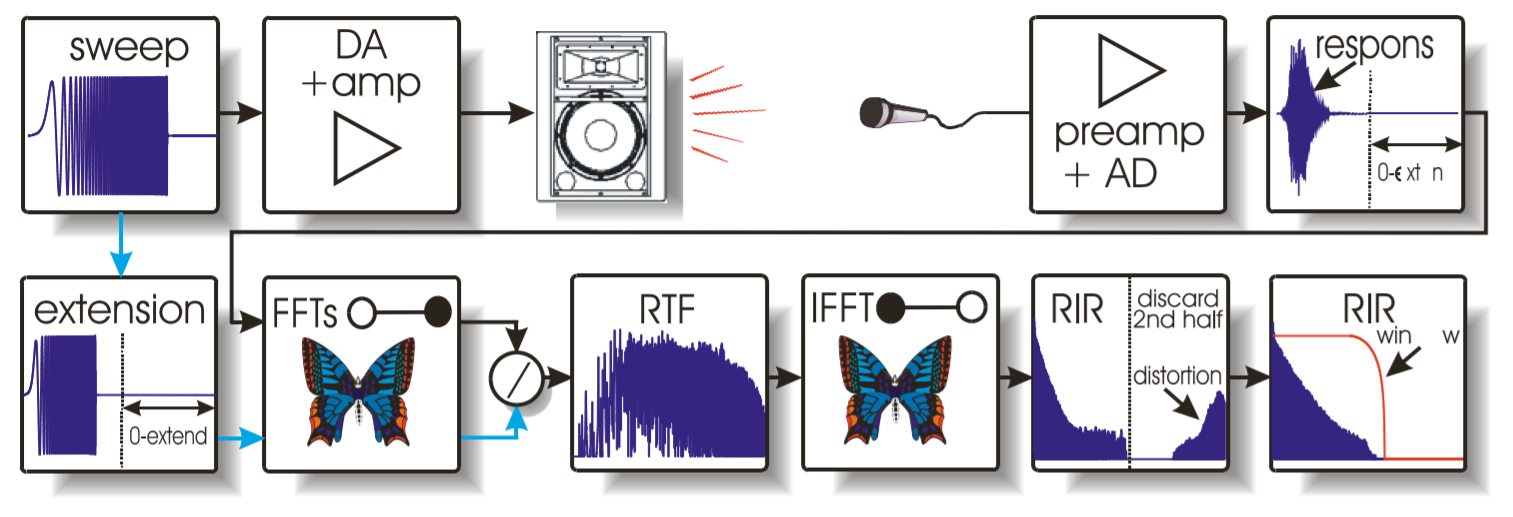 sweep
DA
+amp
preamp
+ AD
respons
0-ϵ xt n
extension
0-extend
FFTs
/
RTF
IFFT
RIR
discard
2nd half
distortion
RIR
win w